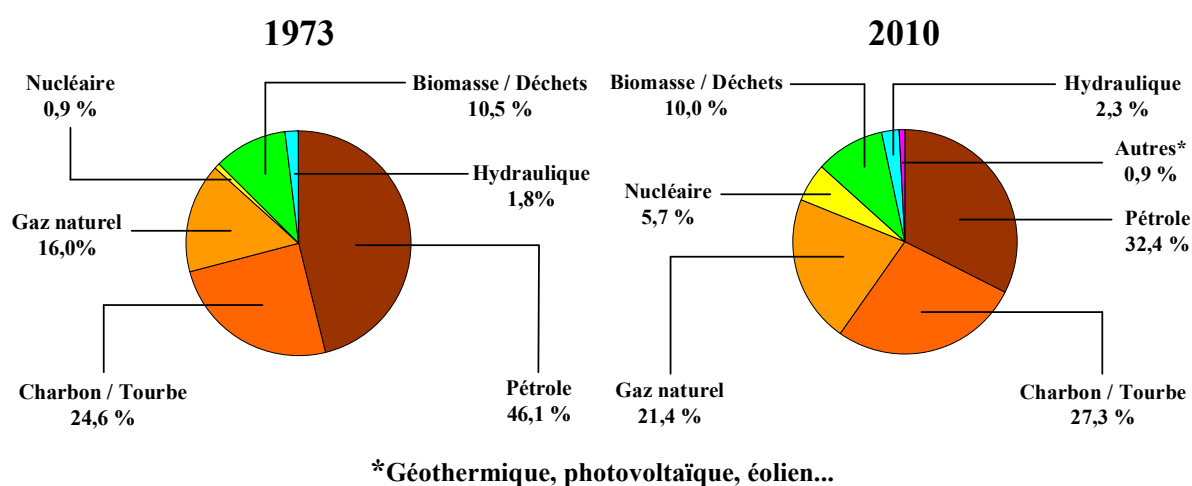 1973
Nucléaire
0,9 %
Biomasse / Déchets
10,5 %
Hydraulique
1,8%
Gaz naturel
16,0%
Charbon / Tourbe
24,6 %
Pétrole
46,1 %
2010
Biomasse / Déchets
10,0 %
Hydraulique
2,3 %
Autres*
0,9 %
Nucléaire
5,7 %
Pétrole
32,4 %
Gaz naturel
21,4 %
Charbon / Tourbe
27,3 %
*Géothermique, photovoltaïque, éolien...